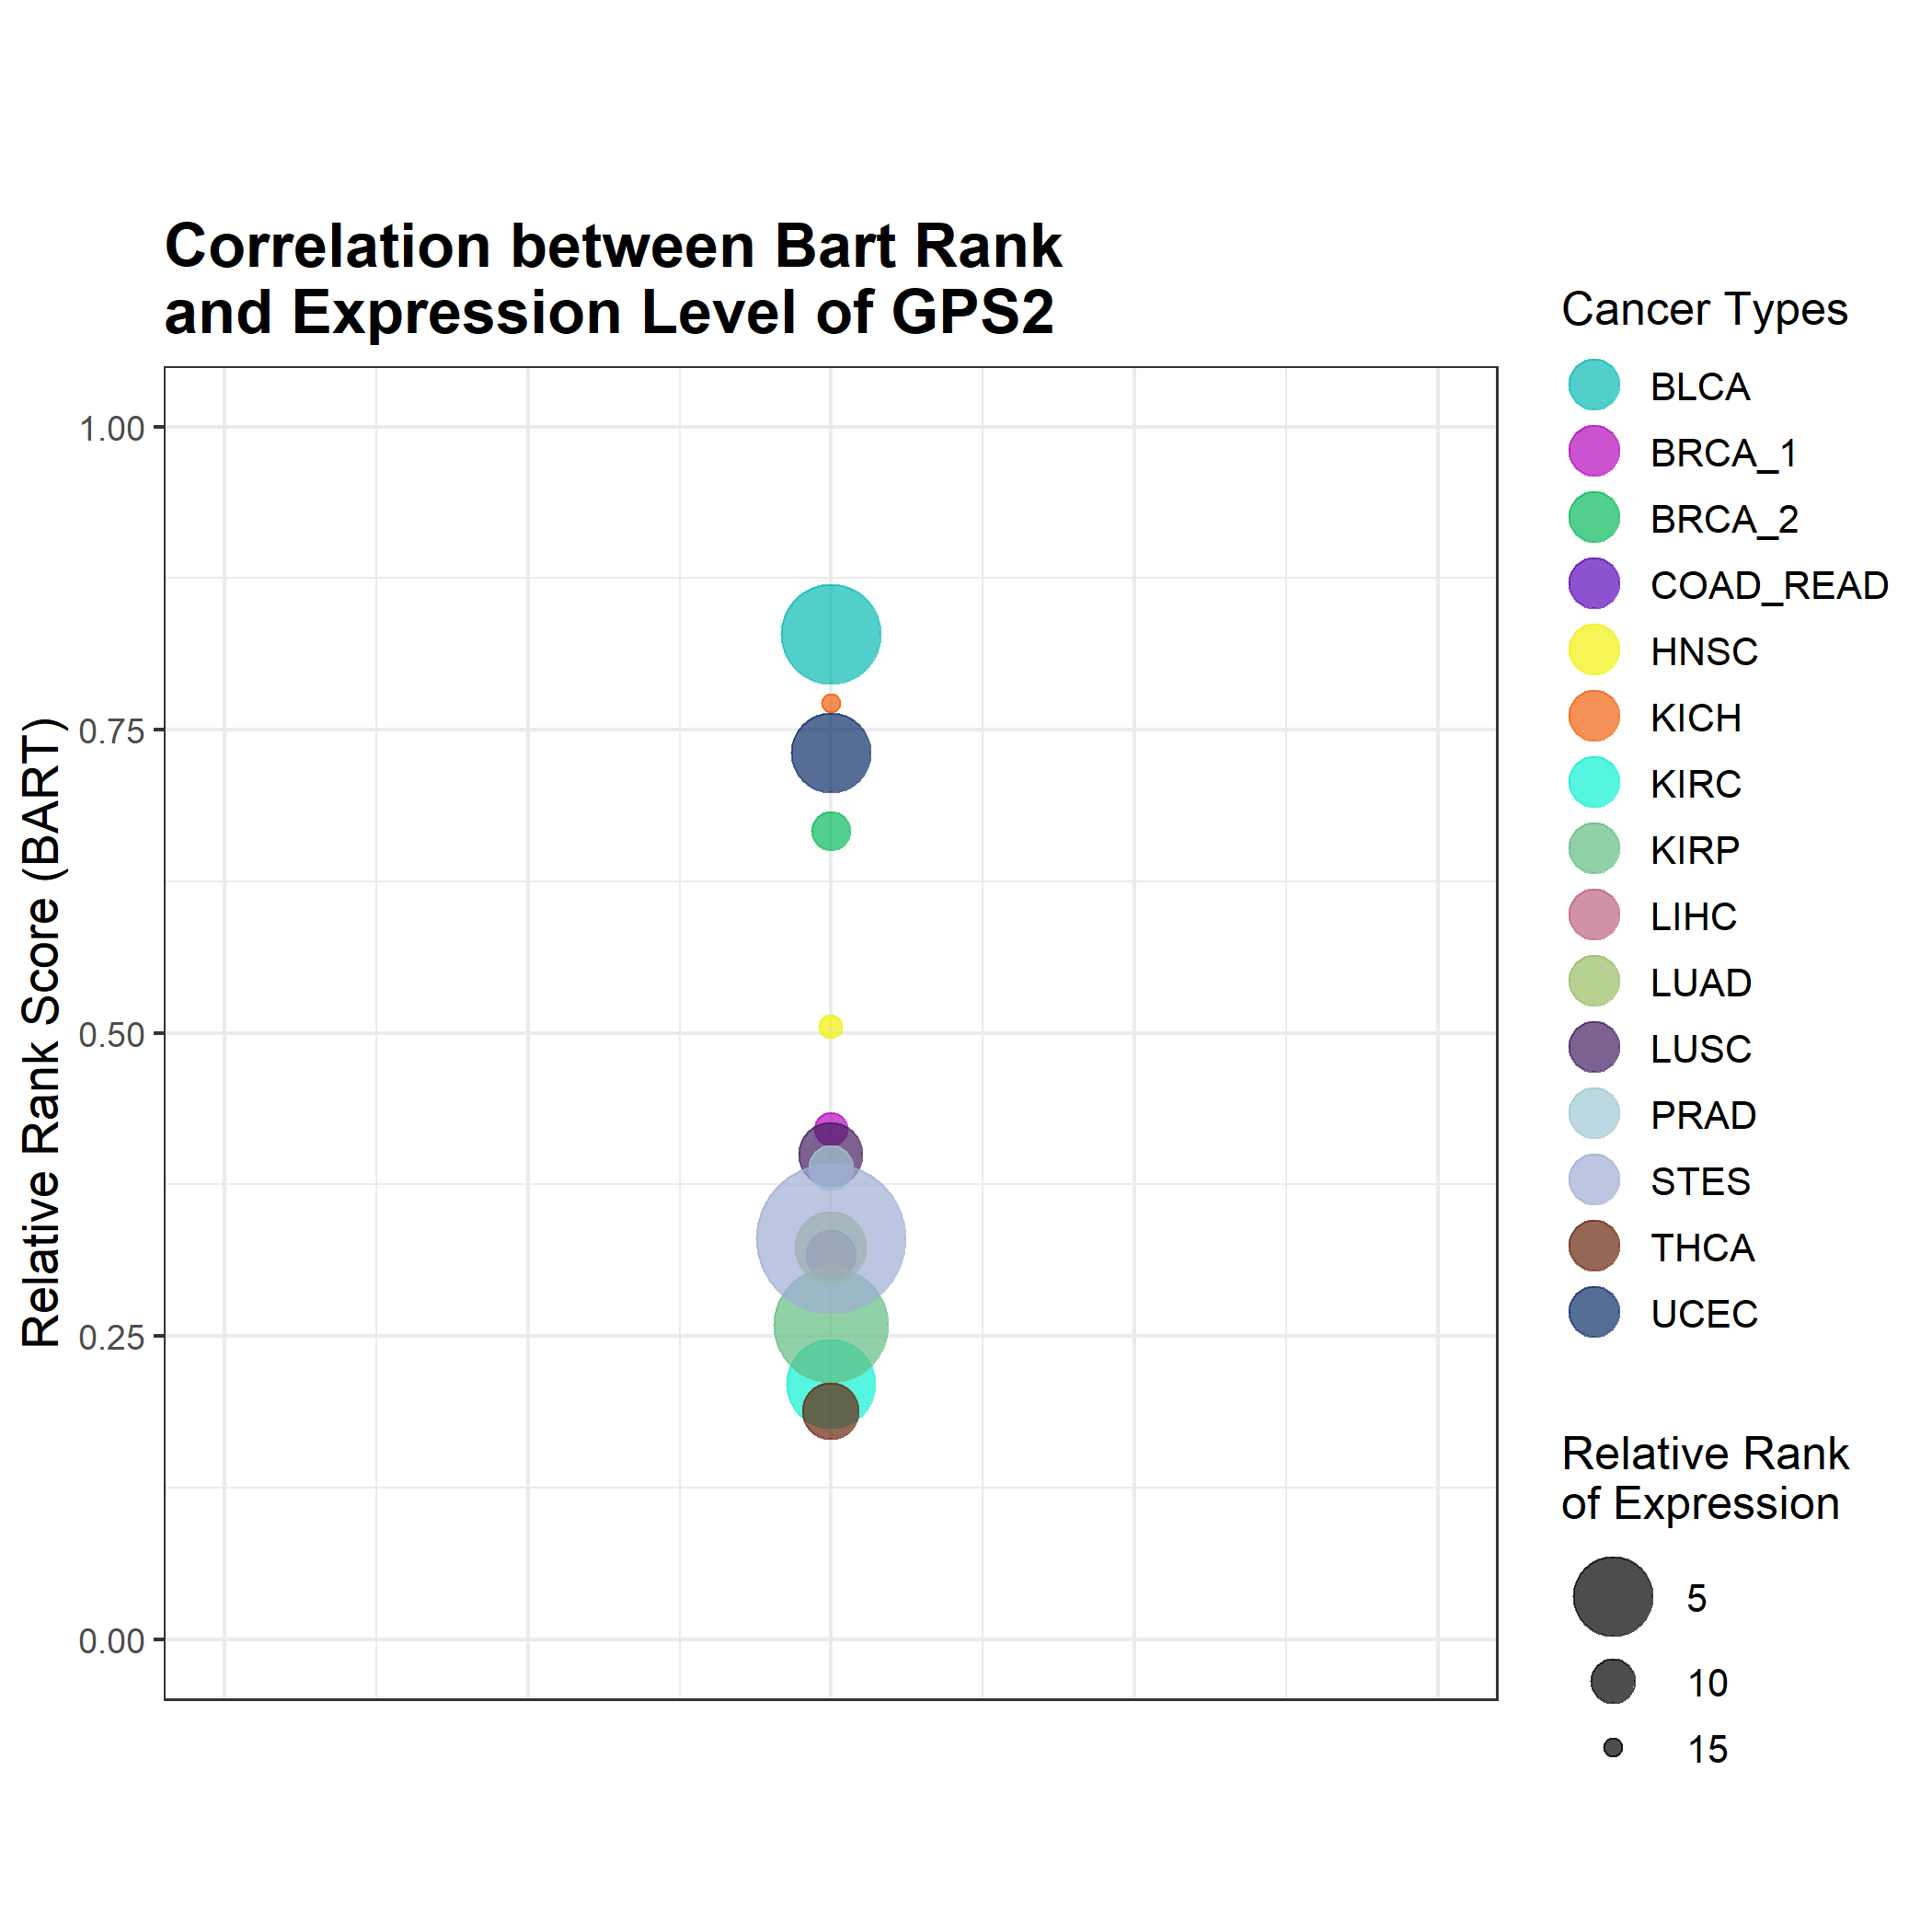 Correlation between Bart Rank
and Expression Level of GPS2
Relative Rank Score (BART)
1.00
0.75
0.50
0.25
0.00
Cancer Types
BLCA
BRCA_1
BRCA_2
COAD_READ
HNSC
KICH
KIRC
KIRP
LIHC
LUAD
LUSC
PRAD
STES
THCA
UCEC
Relative Rank
of Expression
5
10
15